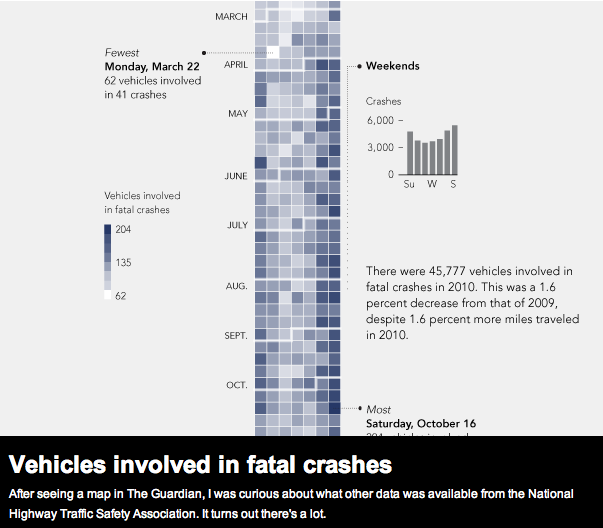 MARCH
Fewest
Monday, March 22
62 vehicles involved
in 41 crashes
APRIL
Weekends
Crashes
6,000
3,000
0
Su W S
MAY
JUNE
Vehicles involved
in fatal crashes
204
135
62
JULY
AUG.
There were 45,777 vehicles involved in
fatal crashes in 2010. This was a 1.6
percent decrease from that of 2009,
despite 1.6 percent more miles traveled
in 2010.
SEPT.
OCT.
Most
Saturday, October 16
Vehicles involved in fatal crashes
After seeing a map in The Guardian, I was curious about what other data was available from the National
Highway Traffic Safety Association. It turns out there's a lot.